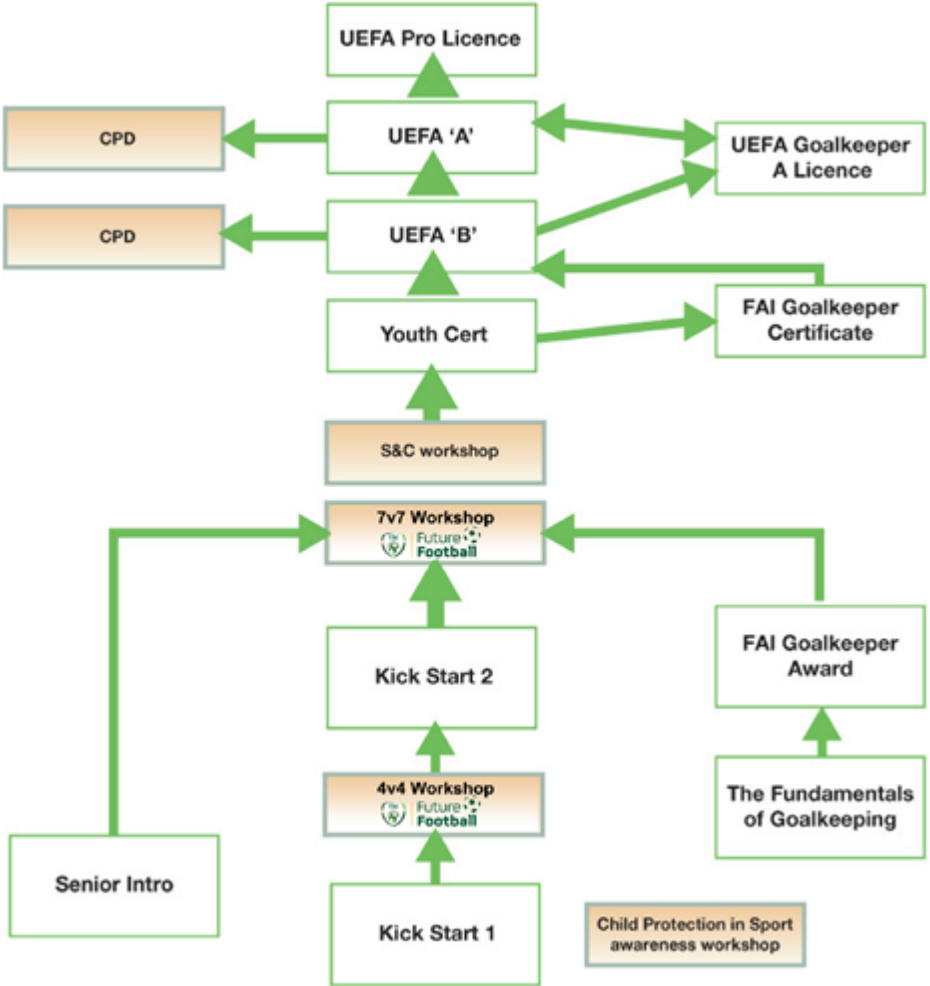 UEFA Pro Licence
CPD
UEFA ‘A’
UEFA Goalkeeper
A Licence
CPD
UEFA ‘B’
Youth Cert
FAI Goalkeeper
Certificate
S&C workshop
7v7 Workshop
Future
Football
Kick Start 2
FAI Goalkeeper
Award
4v4 Workshop
Future
Football
The Fundamentals
of Goalkeeping
Senior Intro
Kick Start 1
Child Protection in Sport
awareness workshop